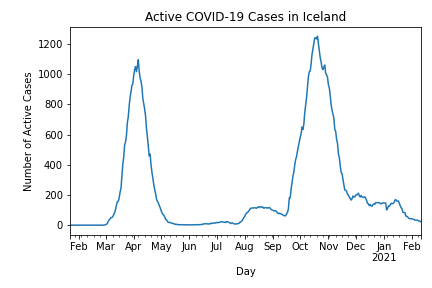 Active COVID-19 Cases in Iceland
Number of Active Cases
1200
1000
800
600
400
200
0
Feb Mar Apr May Jun Jul Aug Sep Oct Nov Dec Jan Feb
2021
Day